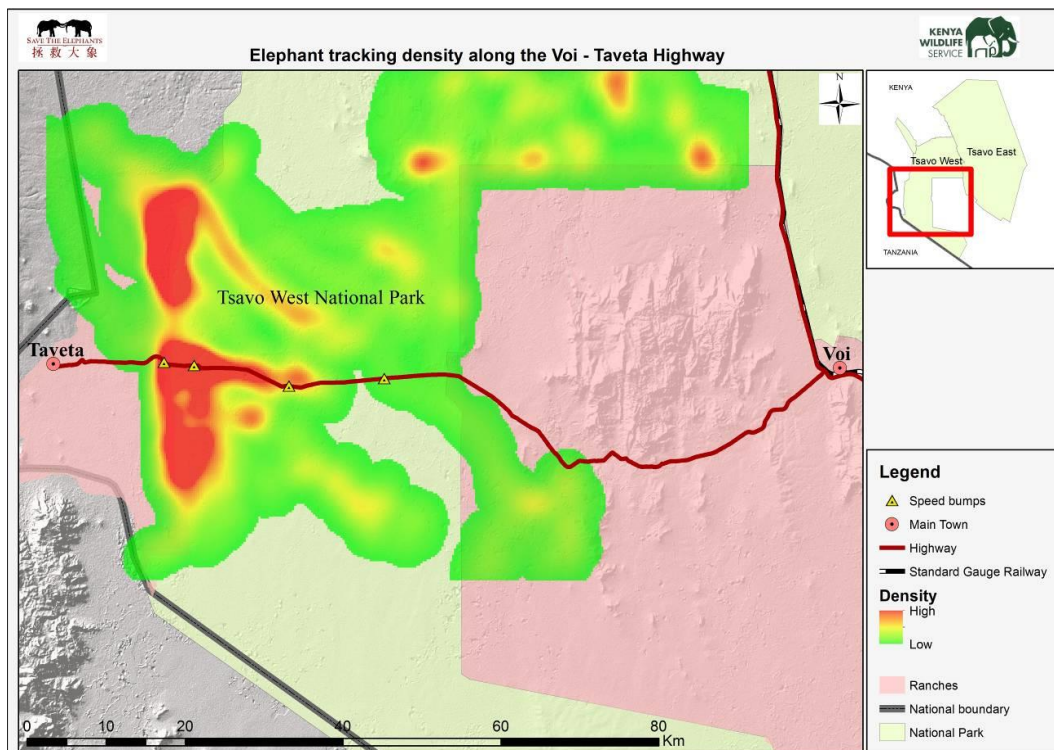 SAVE THE ELEPHANTS
拯救大象
Elephant tracking density along the Voi - Taveta Highway
KENYA
WILDLIFE
SERVICE
N
KENYA
Tsavo East
Tsavo West
TANZANIA
Tsavo West National Park
Taveta
Voi
Legend
Speed bumps
Main Town
Highway
Standard Gauge Railway
Density
High
Low
Ranches
National boundary
National Park
0 10 20 40 60 80
Km